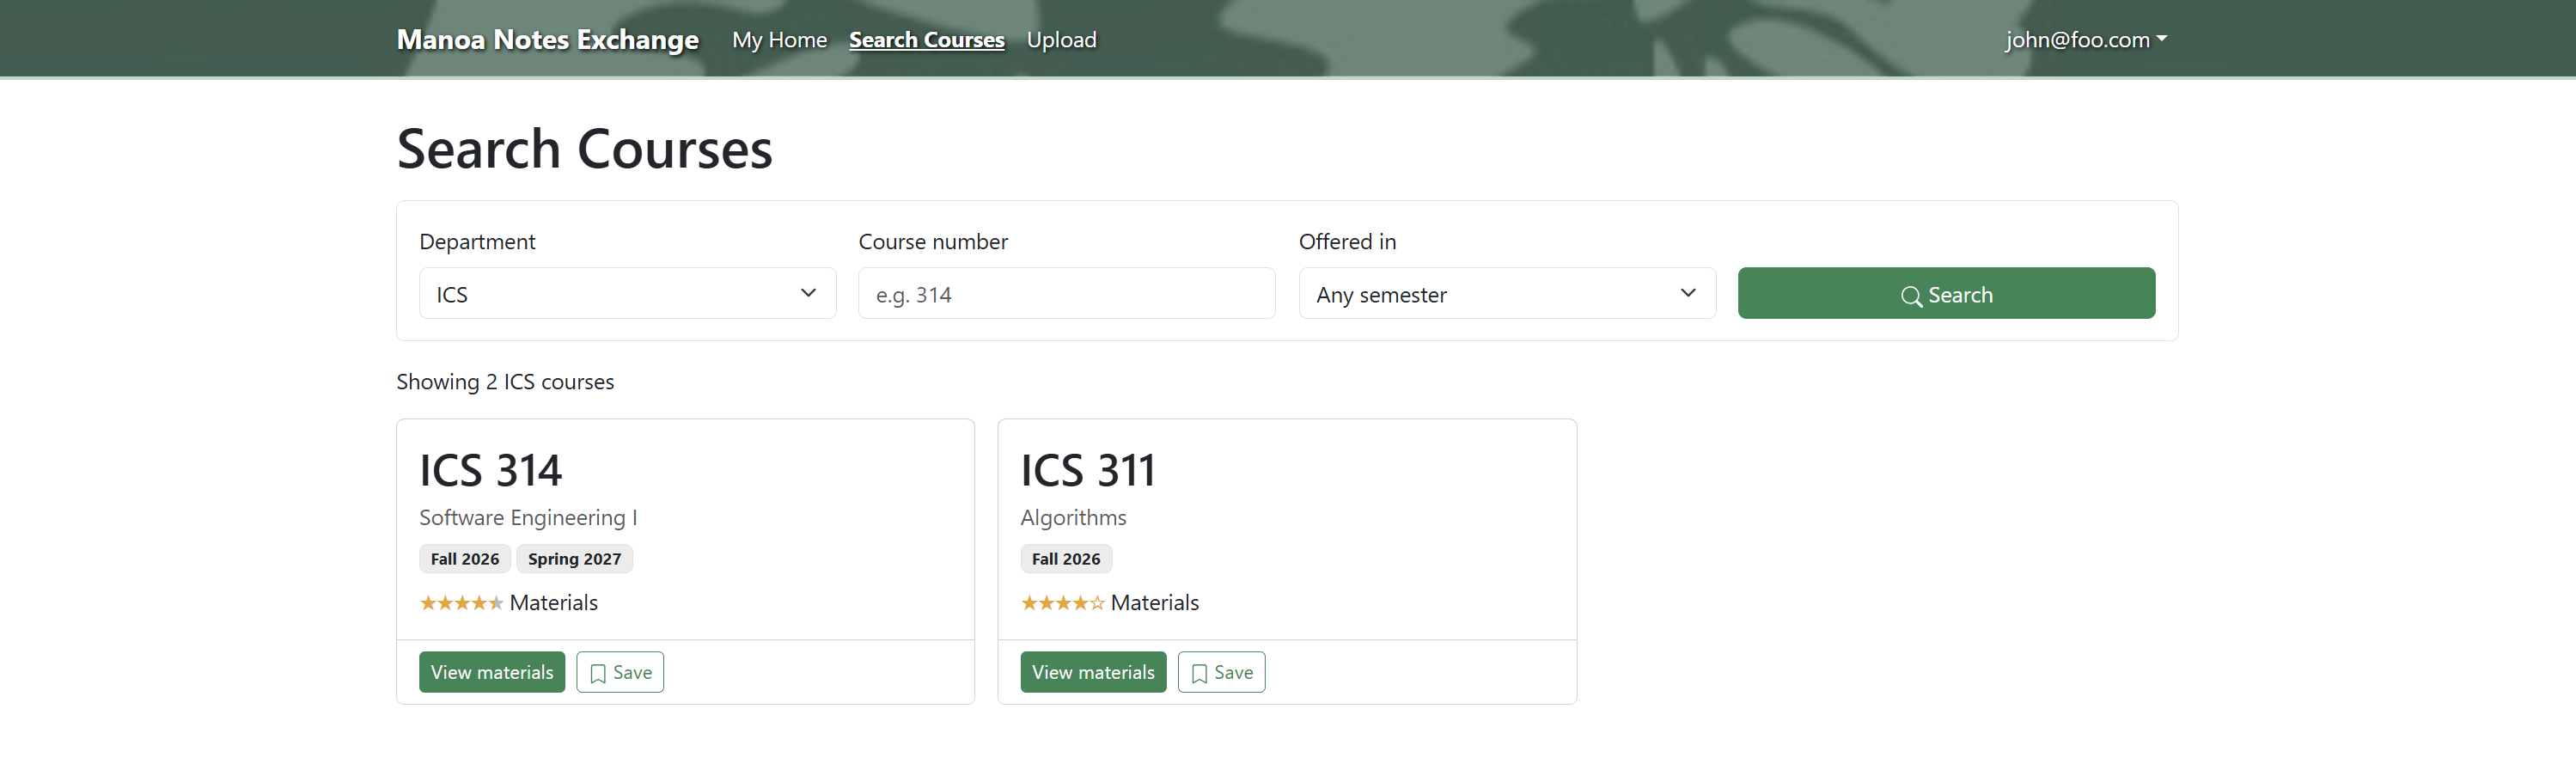 Manoa Notes Exchange My Home Search Courses Upload john@foo.com
Search Courses
Department Course number Offered in
ICS e.g. 314 Any semester Search
Showing 2 ICS courses
ICS 314
Software Engineering I
Fall 2026 Spring 2027
★★★★★ Materials
View materials Save
ICS 311
Algorithms
Fall 2026
★★★★☆ Materials
View materials Save